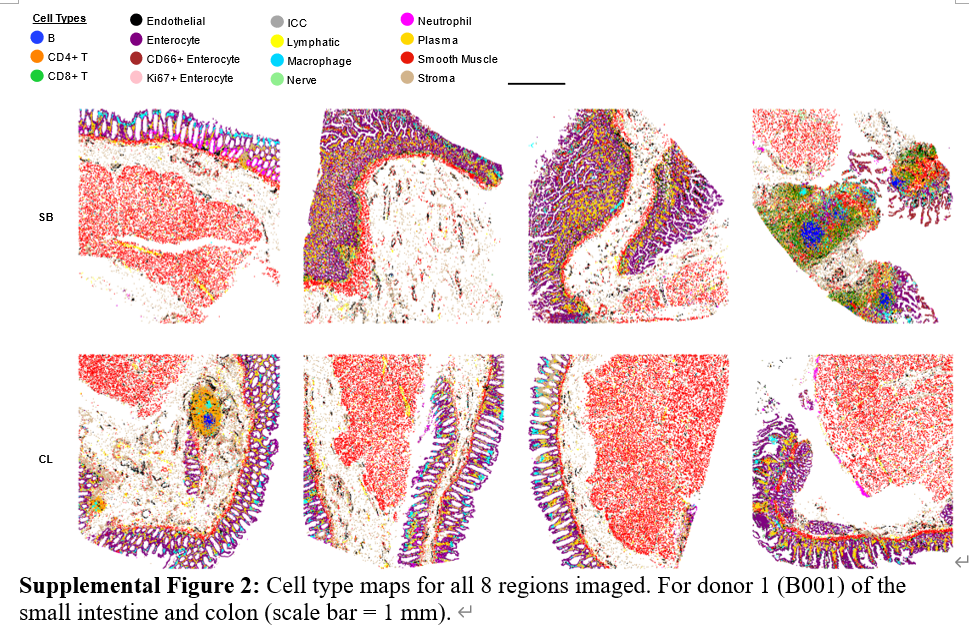 Cell Types
B
CD4+ T
CD8+ T
Endothelial
Enterocyte
CD66+ Enterocyte
Ki67+ Enterocyte
ICC
Lymphatic
Macrophage
Nerve
Neutrophil
Plasma
Smooth Muscle
Stroma
SB
CL
Supplemental Figure 2: Cell type maps for all 8 regions imaged. For donor 1 (B001) of the
small intestine and colon (scale bar = 1 mm).